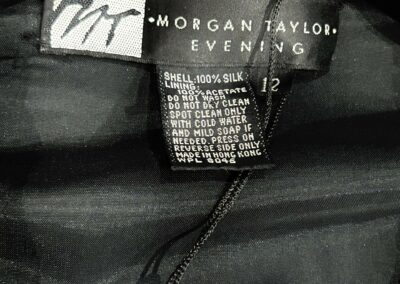 MT
·MORGAN TAYLOR·
EVENING
12
SHELL:100% SILK
LINING:
100% ACETATE
DO NOT WASH
DO NOT DRY CLEAN
SPOT CLEAN ONLY
WITH COLD WATER
AND MILD SOAP IF
NEEDED. PRESS ON
REVERSE SIDE ONLY
MADE IN HONG KONG
WPL 8046